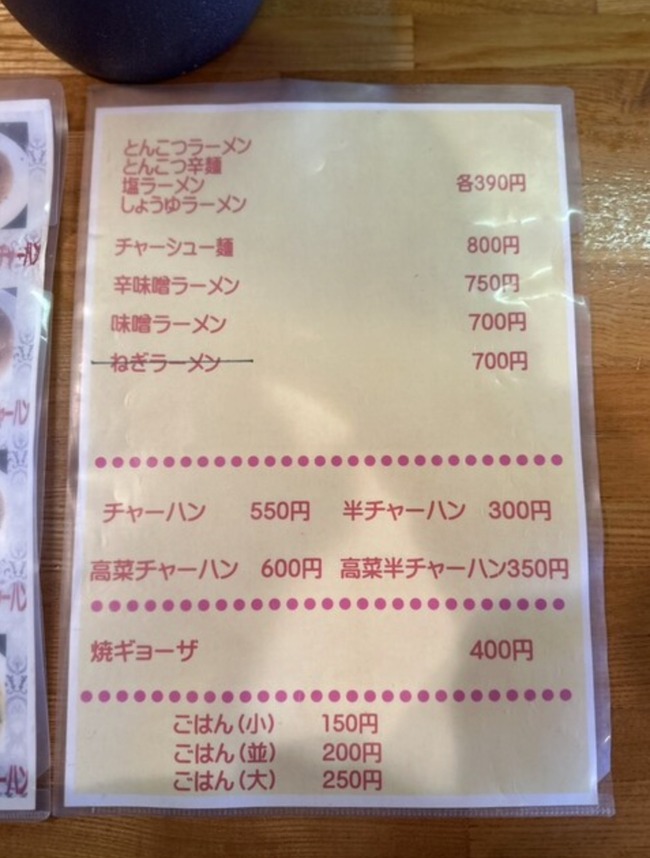 とんこつラーメン
とんこつ辛麺
塩ラーメン 各390円
しょうゆラーメン
チャーシュー麺 800円
辛味噌ラーメン 750円
味噌ラーメン 700円
ねぎラーメン 700円
チャーハン 550円 半チャーハン 300円
高菜チャーハン 600円 高菜半チャーハン350円
焼ギョーザ 400円
ごはん(小) 150円
ごはん(並) 200円
ごはん(大) 250円